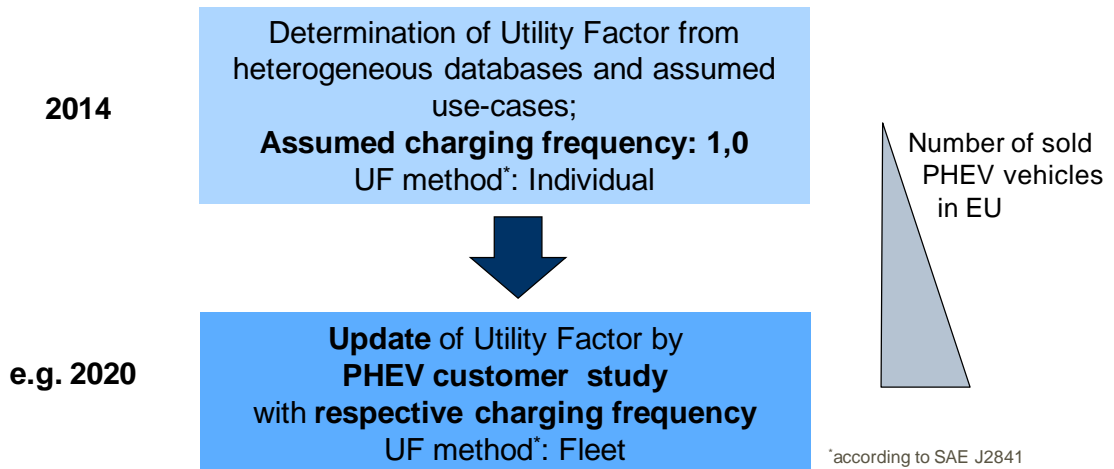 2014
Determination of Utility Factor from
heterogeneous databases and assumed
use-cases;
Assumed charging frequency: 1,0
UF method*: Individual
Number of sold
PHEV vehicles
in EU
e.g. 2020
Update of Utility Factor by
PHEV customer study
with respective charging frequency
UF method*: Fleet
*according to SAE J2841